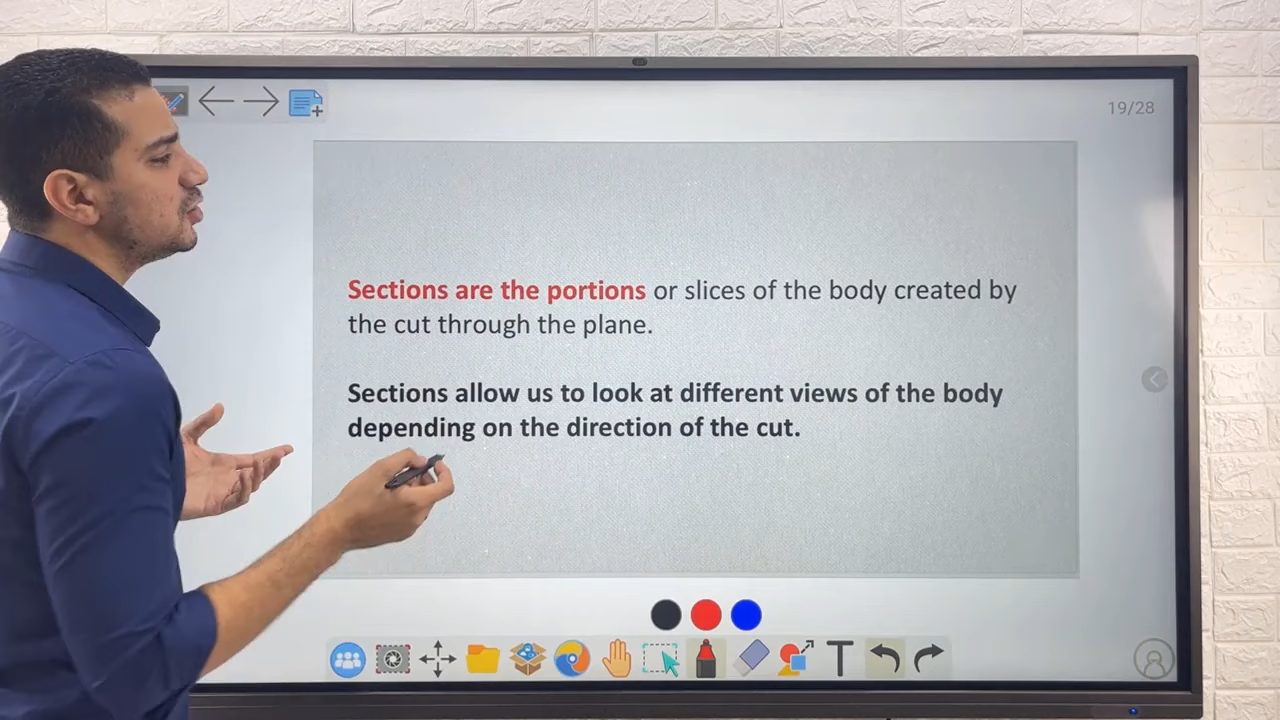 19/28
Sections are the portions or slices of the body created by
the cut through the plane.
Sections allow us to look at different views of the body
depending on the direction of the cut.
T